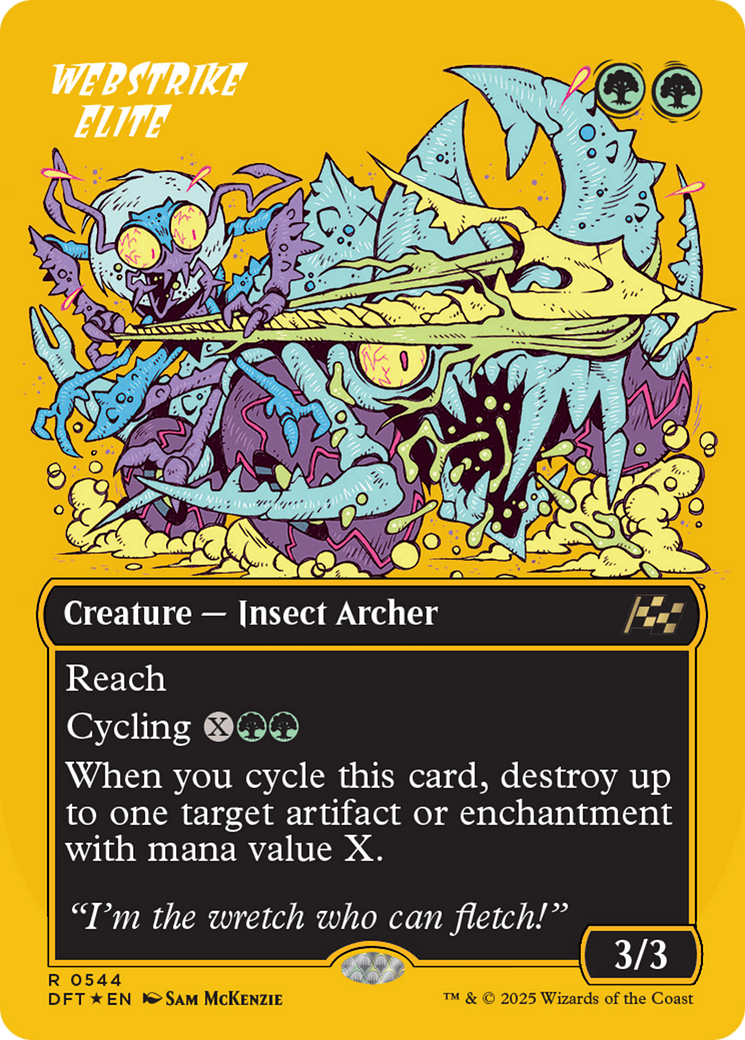 WEBSTRIKE
ELITE
Creature — Insect Archer
Reach
Cycling X
When you cycle this card, destroy up
to one target artifact or enchantment
with mana value X.
“I’m the wretch who can fletch!”
3/3
R 0544
DFT★EN SAM MCKENZIE
™ & © 2025 Wizards of the Coast